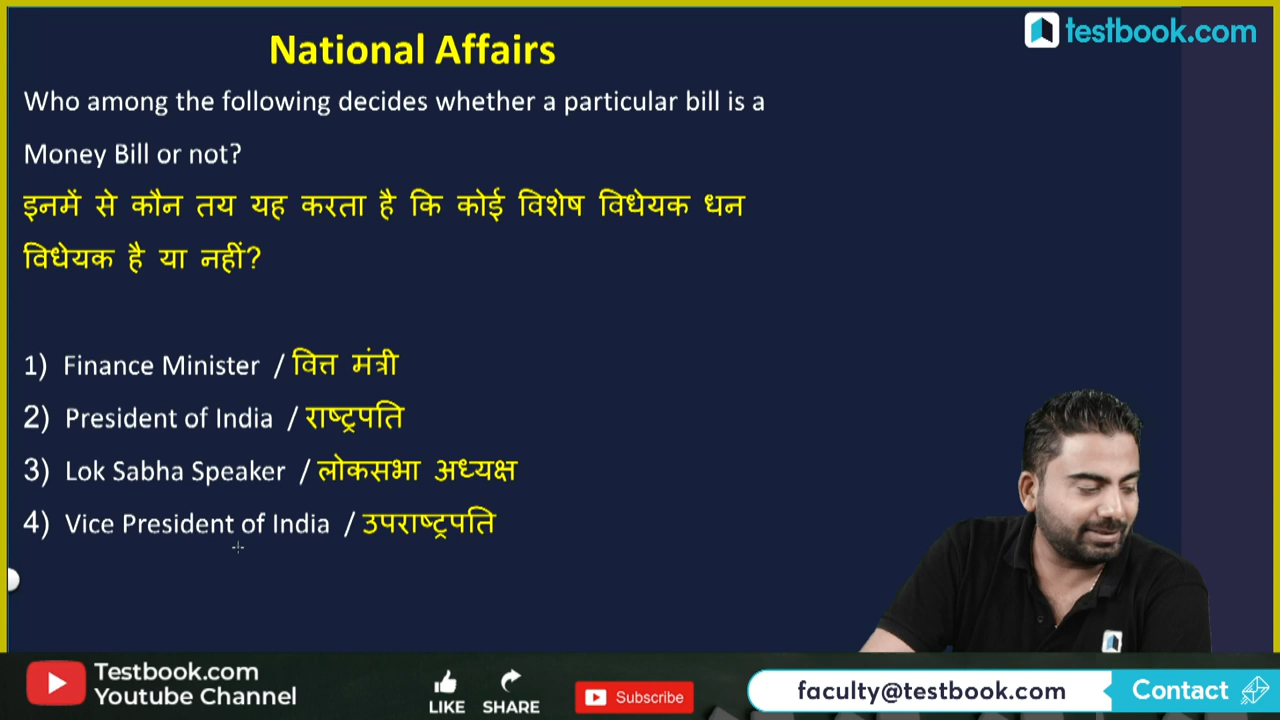 National Affairs
testbook.com
Who among the following decides whether a particular bill is a
Money Bill or not?
इनमें से कौन तय यह करता है कि कोई विशेष विधेयक धन
विधेयक है या नहीं?
1) Finance Minister / वित्त मंत्री
2) President of India / राष्ट्रपति
3) Lok Sabha Speaker / लोकसभा अध्यक्ष
4) Vice President of India / उपराष्ट्रपति
Testbook.com
Youtube Channel
LIKE
SHARE
Subscribe
faculty@testbook.com
Contact